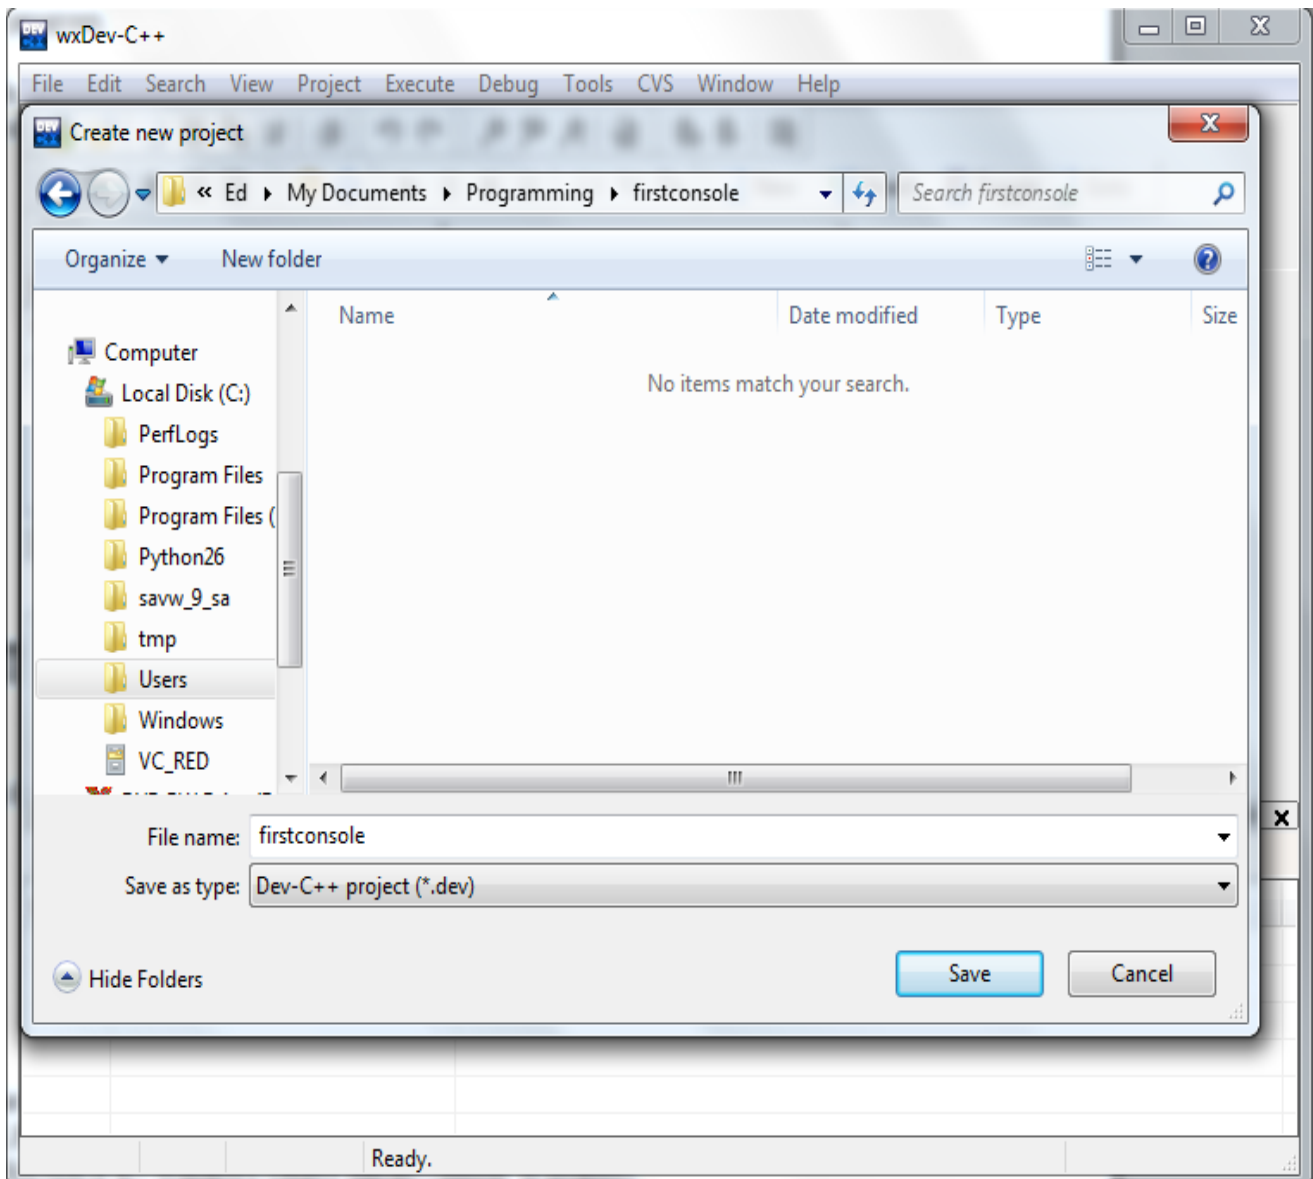 wxDev-C++
File Edit Search View Project Execute Debug Tools CVS Window Help
Create new project
« Ed My Documents Programming firstconsole Search firstconsole
Organize New folder
Name Date modified Type Size
No items match your search.
Computer
Local Disk (C:)
PerfLogs
Program Files
Program Files (
Python26
savw_9_sa
tmp
Users
Windows
VC_RED
File name: firstconsole
Save as type: Dev-C++ project (*.dev)
Hide Folders Save Cancel
Ready.